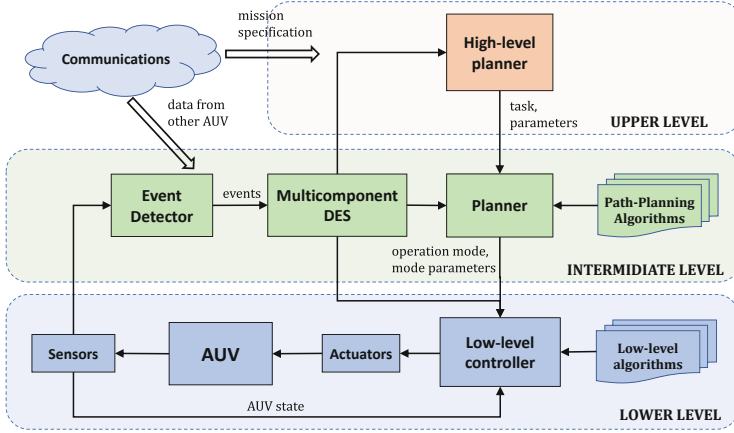 mission
specification
Communications
High-level
planner
data from
other AUV
task,
parameters
UPPER LEVEL
Event
Detector
events
Multicomponent
DES
Planner
Path-Planning
Algorithms
operation mode,
mode parameters
INTERMIDIATE LEVEL
Sensors
AUV
Actuators
Low-level
controller
Low-level
algorithms
AUV state
LOWER LEVEL